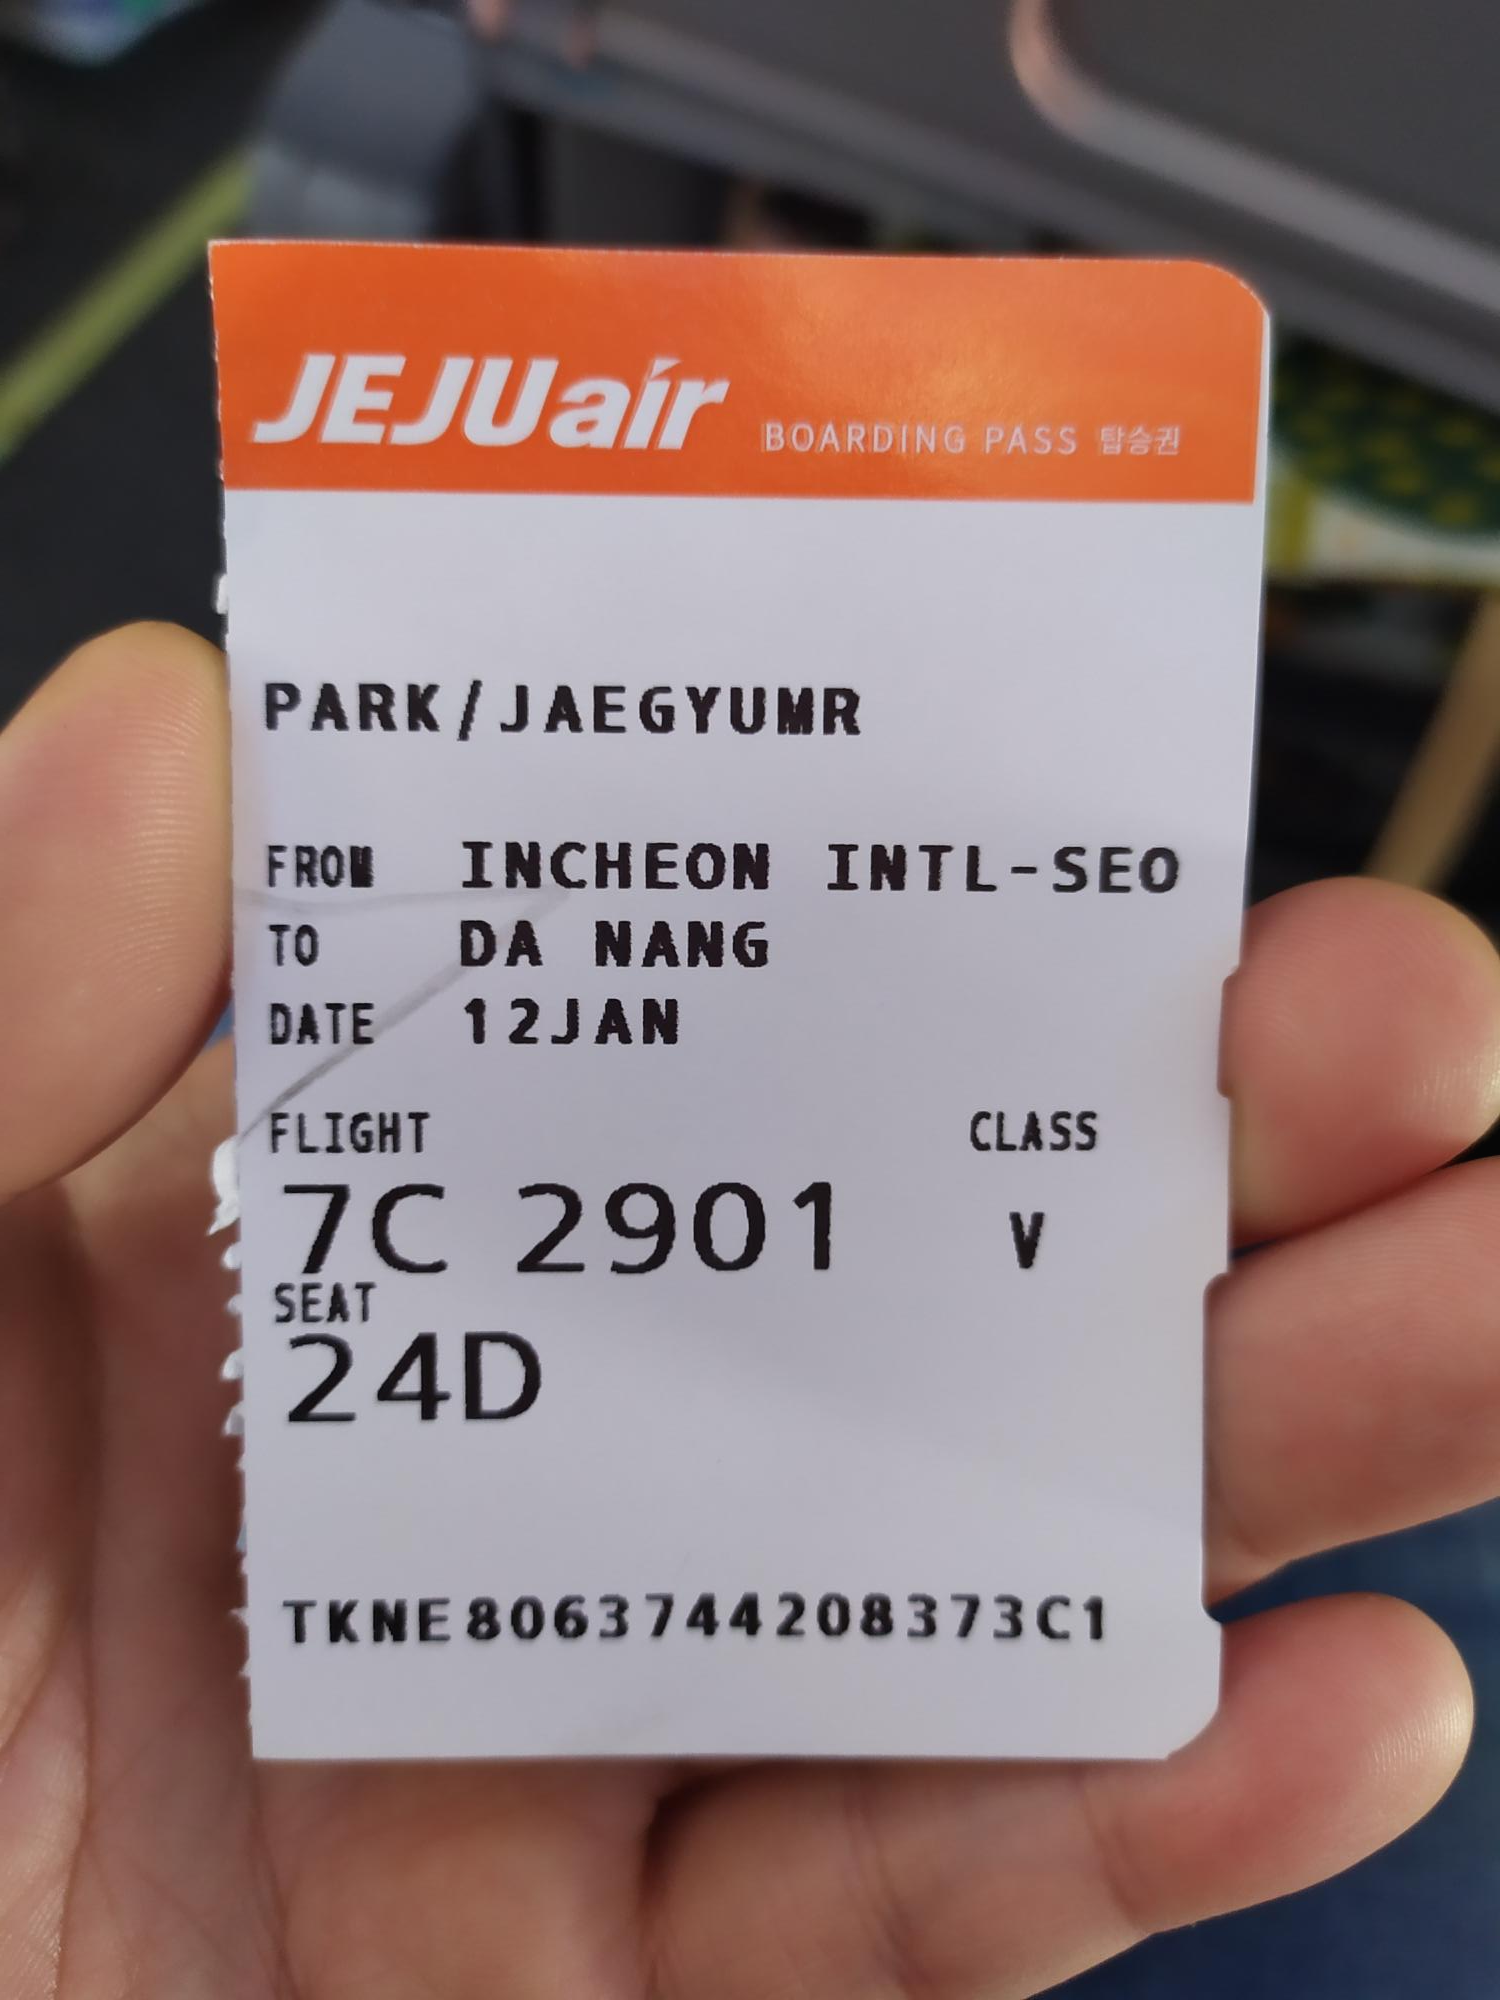 JEJUair BOARDING PASS 탑승권
PARK/JAEGYUMR
FROM INCHEON INTL-SEO
TO DA NANG
DATE 12JAN
FLIGHT CLASS
7C 2901 V
SEAT
24D
TKNE8063744208373C1